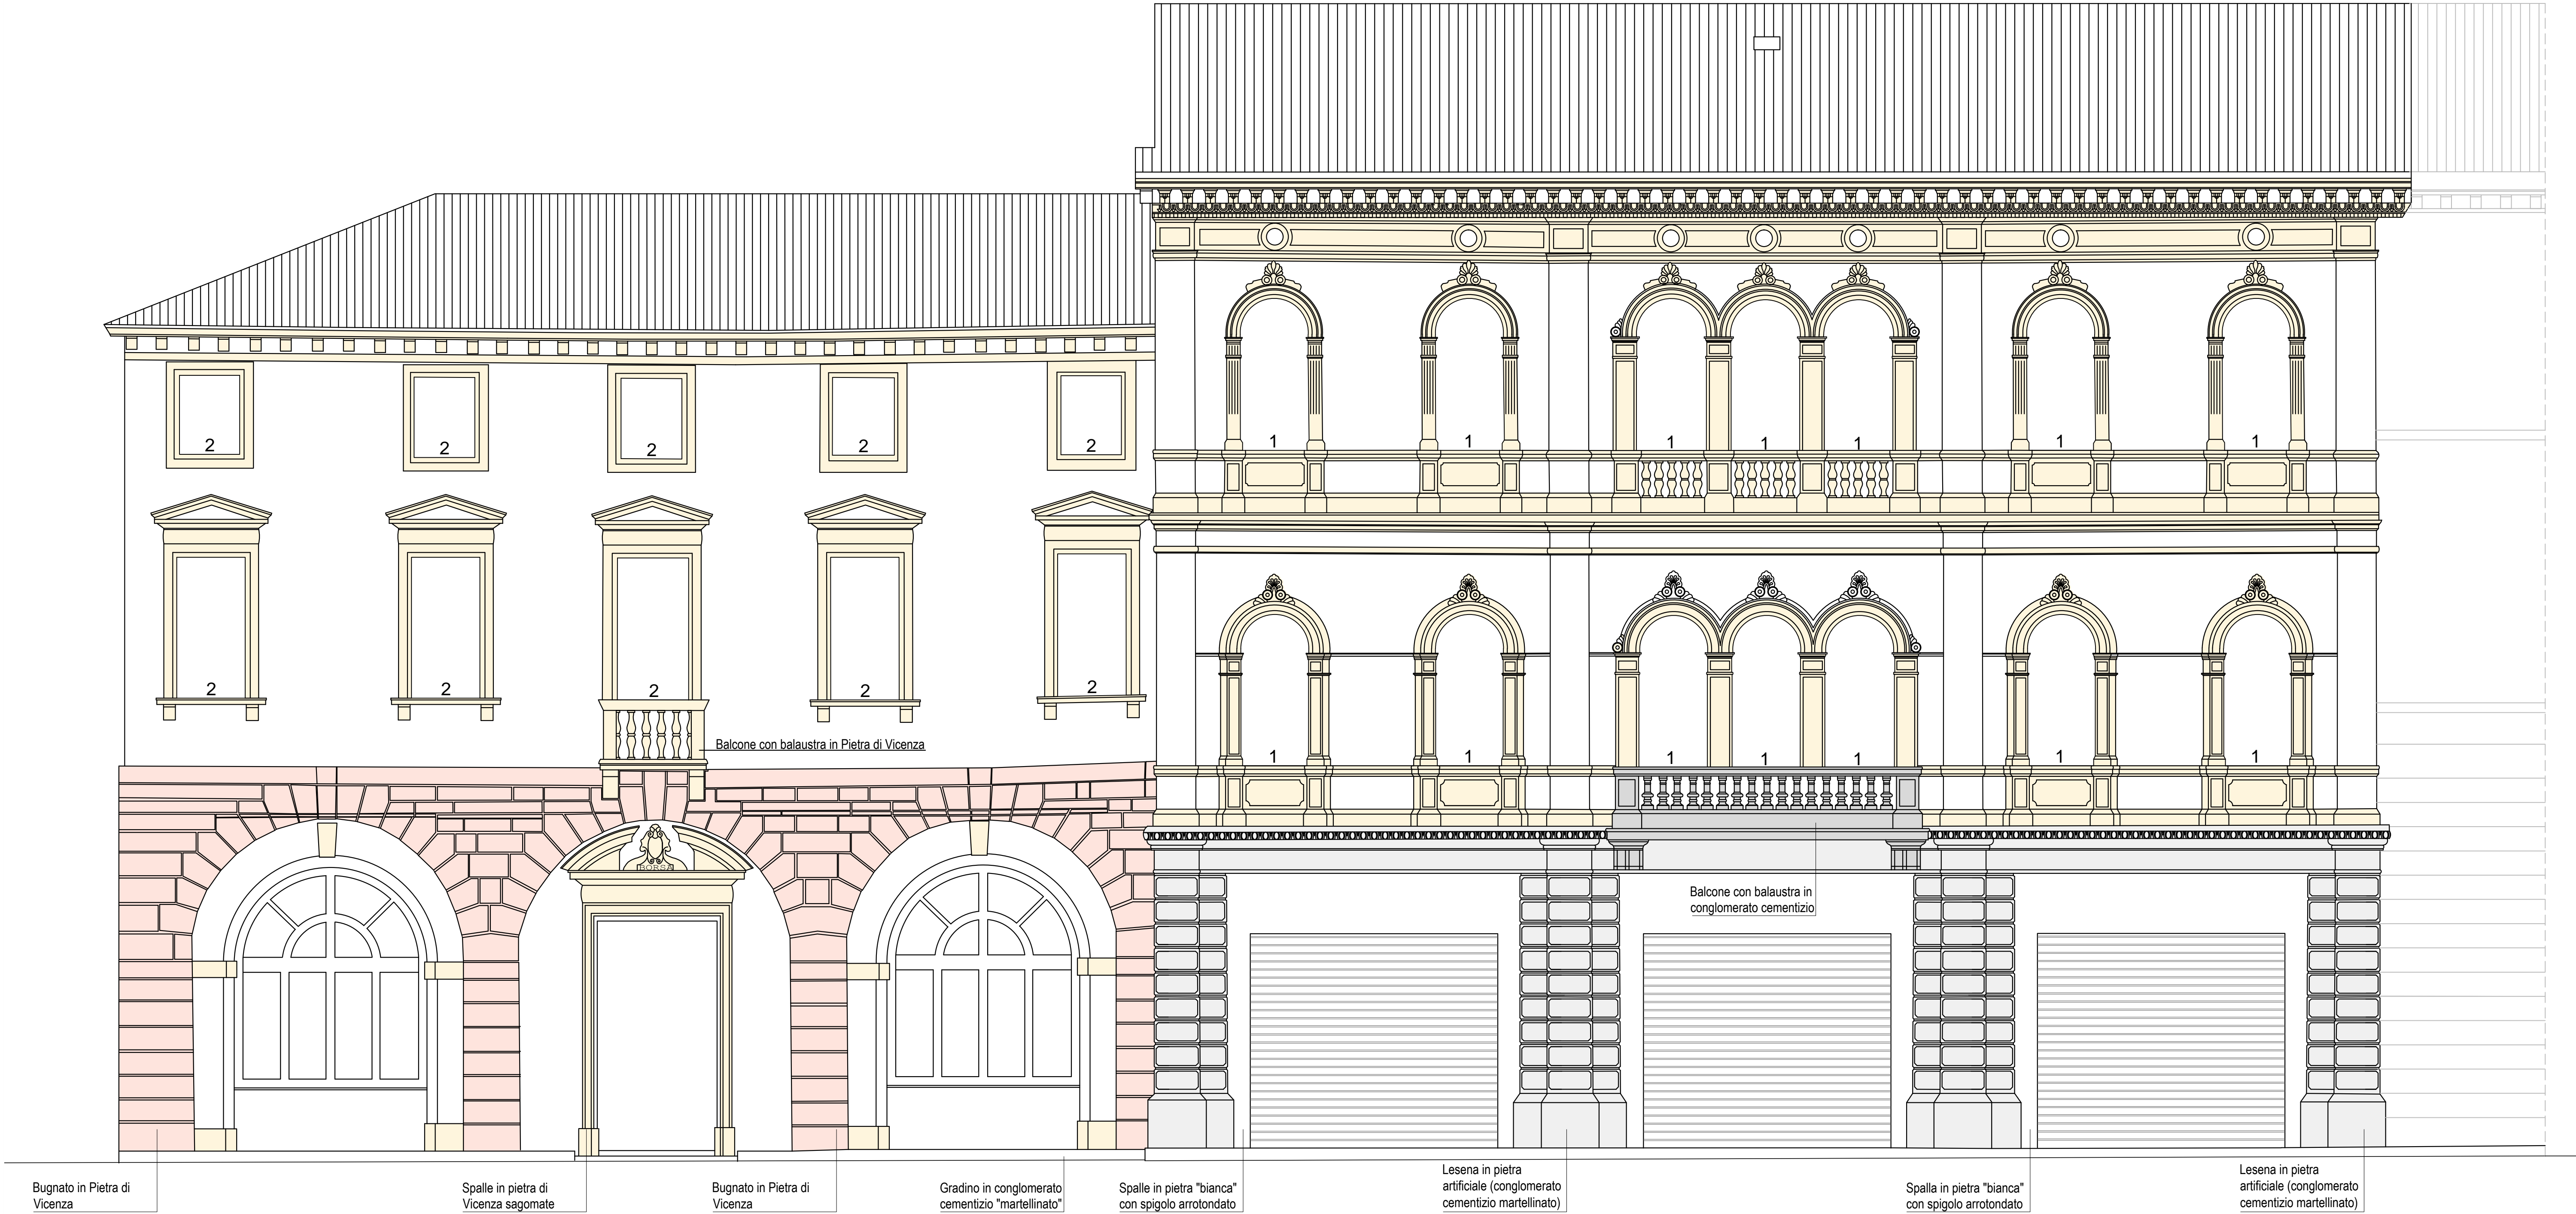 2
2
2
2
2
1
1
1
1
1
1
1
2
2
2
2
2
Balcone con balaustra in Pietra di Vicenza
1
1
1
1
1
1
1
BORSA
Balcone con balaustra in
conglomerato cementizio
Bugnato in Pietra di
Vicenza
Spalle in pietra di
Vicenza sagomate
Bugnato in Pietra di
Vicenza
Gradino in conglomerato
cementizio "martellinato"
Spalle in pietra "bianca"
con spigolo arrotondato
Lesena in pietra
artificiale (conglomerato
cementizio martellinato)
Spalla in pietra "bianca"
con spigolo arrotondato
Lesena in pietra
artificiale (conglomerato
cementizio martellinato)